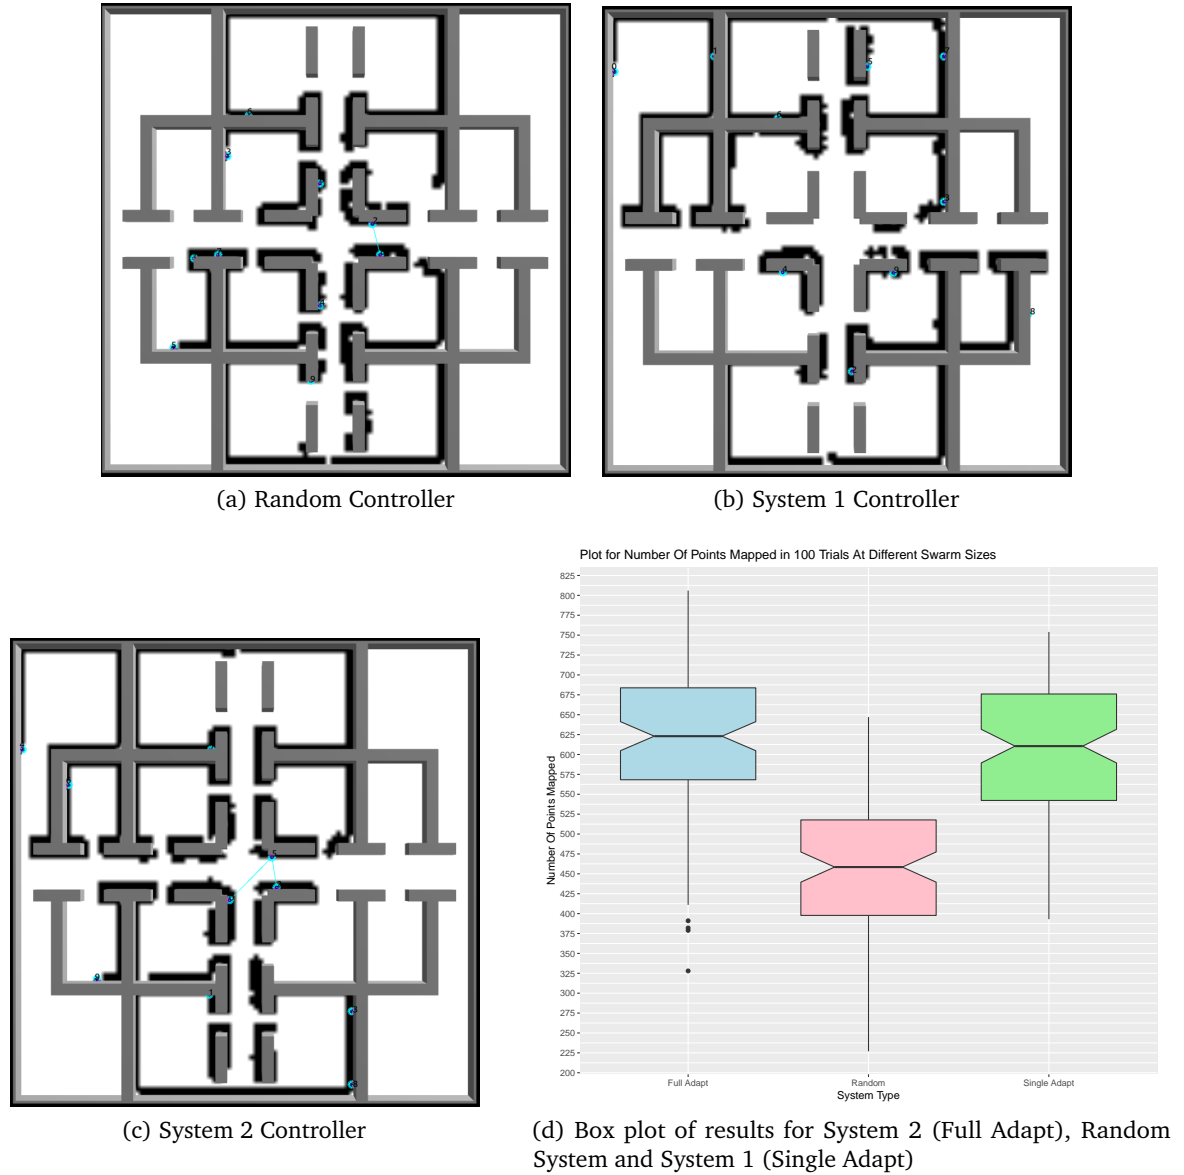 (a) Random Controller
(b) System 1 Controller
Plot for Number Of Points Mapped in 100 Trials At Different Swarm Sizes
Number Of Points Mapped
825
800
775
750
725
700
675
650
625
600
575
550
525
500
475
450
425
400
375
350
325
300
275
250
225
200
Full Adapt
Random
Single Adapt
System Type
(c) System 2 Controller
(d) Box plot of results for System 2 (Full Adapt), Random
System and System 1 (Single Adapt)